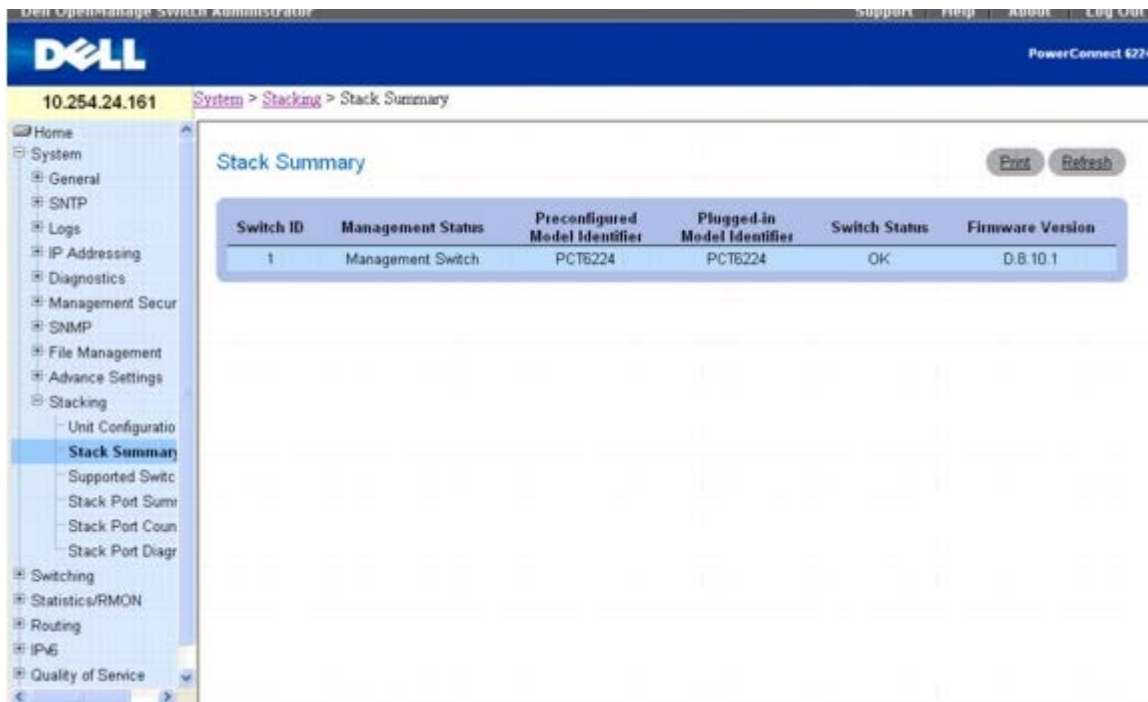 Dell OpenManage Switch Administrator
Support Help About Log Out
DELL
PowerConnect 6224
10.254.24.161
System > Stacking > Stack Summary
Home
System
General
SNTP
Logs
IP Addressing
Diagnostics
Management Secur
SNMP
File Management
Advance Settings
Stacking
Unit Configuratio
Stack Summary
Supported Switc
Stack Port Sumr
Stack Port Coun
Stack Port Diagr
Switching
Statistics/RMON
Routing
IPv6
Quality of Service
Stack Summary
Print Refresh
Switch ID Management Status Preconfigured Model Identifier Plugged-in Model Identifier Switch Status Firmware Version
1 Management Switch PCT6224 PCT6224 OK D.8.10.1